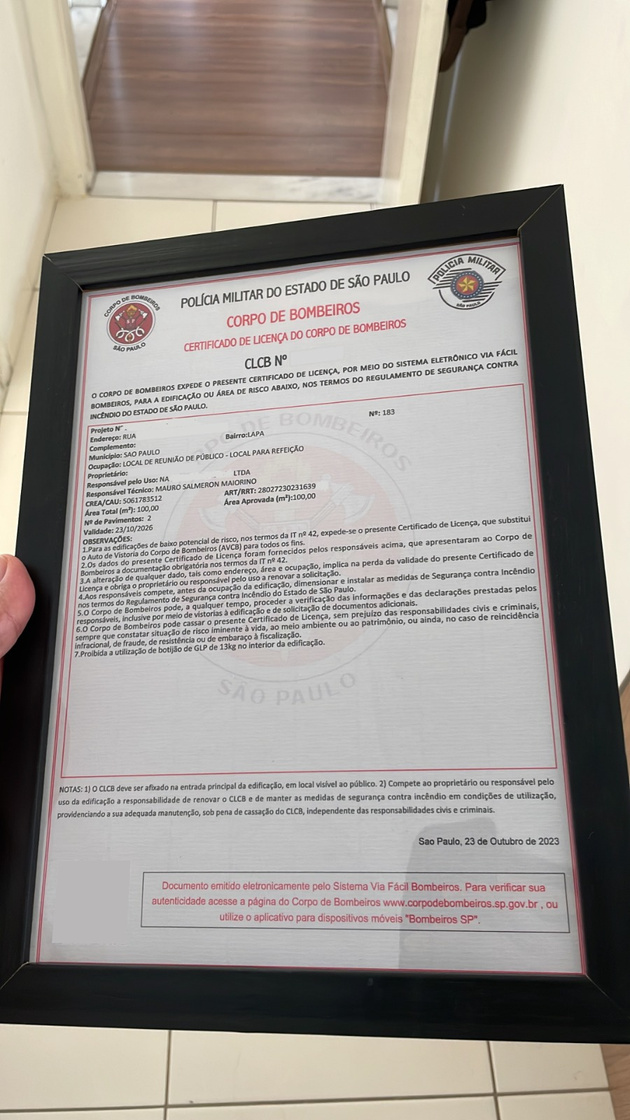 CORPO DE BOMBEIROS
SÃO PAULO
POLÍCIA MILITAR DO ESTADO DE SÃO PAULO
POLÍCIA MILITAR
SÃO PAULO
CORPO DE BOMBEIROS
CERTIFICADO DE LICENÇA DO CORPO DE BOMBEIROS
CLCB Nº
O CORPO DE BOMBEIROS EXPEDE O PRESENTE CERTIFICADO DE LICENÇA, POR MEIO DO SISTEMA ELETRÔNICO VIA FÁCIL
BOMBEIROS, PARA A EDIFICAÇÃO OU ÁREA DE RISCO ABAIXO, NOS TERMOS DO REGULAMENTO DE SEGURANÇA CONTRA
INCÊNDIO DO ESTADO DE SÃO PAULO.
Projeto Nº .
Endereço: RUA Nº: 183
Complemento: Bairro:LAPA
Município: SAO PAULO
Ocupação: LOCAL DE REUNIÃO DE PÚBLICO - LOCAL PARA REFEIÇÃO
Proprietário: LTDA
Responsável pelo Uso: NA
Responsável Técnico: MAURO SALMERON MAIORINO
CREA/CAU: 5061783512 ART/RRT: 28027230231639
Área Total (m²): 100,00 Área Aprovada (m²):100,00
Nº de Pavimentos: 2
Validade: 23/10/2026
OBSERVAÇÕES:
1.Para as edificações de baixo potencial de risco, nos termos da IT nº 42, expede-se o presente Certificado de Licença, que substitui
o Auto de Vistoria do Corpo de Bombeiros (AVCB) para todos os fins.
2.Os dados do presente Certificado de Licença foram fornecidos pelos responsáveis acima, que apresentaram ao Corpo de
Bombeiros a documentação obrigatória nos termos da IT nº 42.
3.A alteração de qualquer dado, tais como endereço, área e ocupação, implica na perda da validade do presente Certificado de
Licença e obriga o proprietário ou responsável pelo uso a renovar a solicitação.
4.Aos responsáveis compete, antes da ocupação da edificação, dimensionar e instalar as medidas de Segurança contra Incêndio
nos termos do Regulamento de Segurança contra Incêndio do Estado de São Paulo.
5.O Corpo de Bombeiros pode, a qualquer tempo, proceder a verificação das informações e das declarações prestadas pelos
responsáveis, inclusive por meio de vistorias à edificação e de solicitação de documentos adicionais.
6.O Corpo de Bombeiros pode cassar o presente Certificado de Licença, sem prejuízo das responsabilidades civis e criminais,
sempre que constatar situação de risco iminente à vida, ao meio ambiente ou ao patrimônio, ou ainda, no caso de reincidência
infracional, de fraude, de resistência ou de embaraço à fiscalização.
7.Proibida a utilização de botijão de GLP de 13kg no interior da edificação.
CORPO DE BOMBEIROS
SÃO PAULO
NOTAS: 1) O CLCB deve ser afixado na entrada principal da edificação, em local visível ao público. 2) Compete ao proprietário ou responsável pelo
uso da edificação a responsabilidade de renovar o CLCB e de manter as medidas de segurança contra incêndio em condições de utilização,
providenciando a sua adequada manutenção, sob pena de cassação do CLCB, independente das responsabilidades civis e criminais.
Sao Paulo, 23 de Outubro de 2023
Documento emitido eletronicamente pelo Sistema Via Fácil Bombeiros. Para verificar sua
autenticidade acesse a página do Corpo de Bombeiros www.corpodebombeiros.sp.gov.br , ou
utilize o aplicativo para dispositivos móveis "Bombeiros SP".